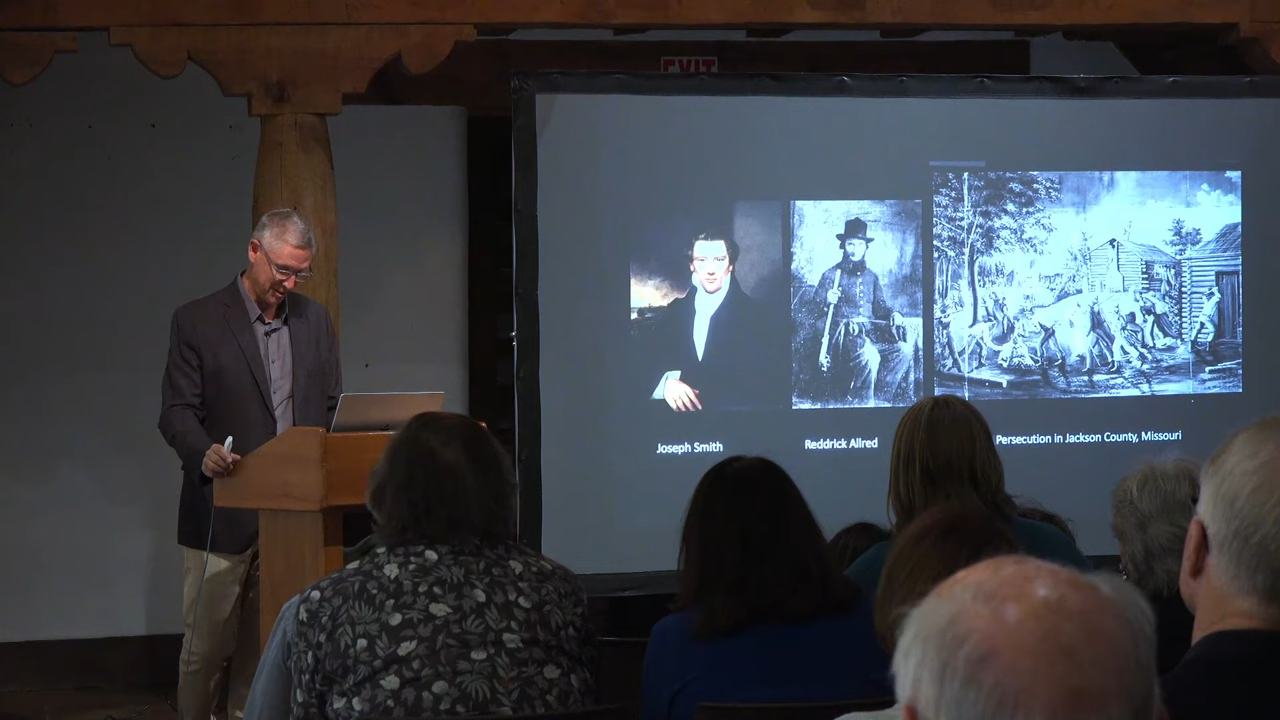 EXIT
Joseph Smith
Reddrick Allred
Persecution in Jackson County, Missouri